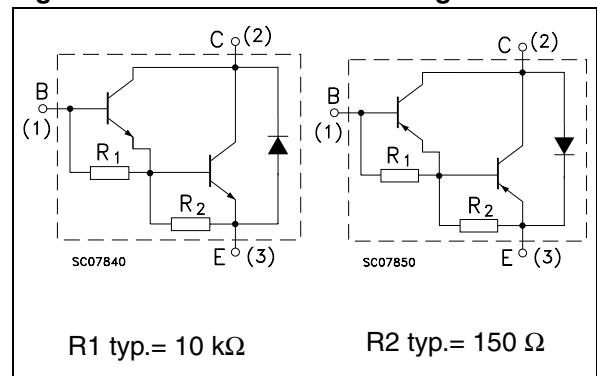 C (2)
B
(1)
R1
R2
E (3)
SC07840
C (2)
B
(1)
R1
R2
E (3)
SC07850
R1 typ.= 10 kΩ
R2 typ.= 150 Ω